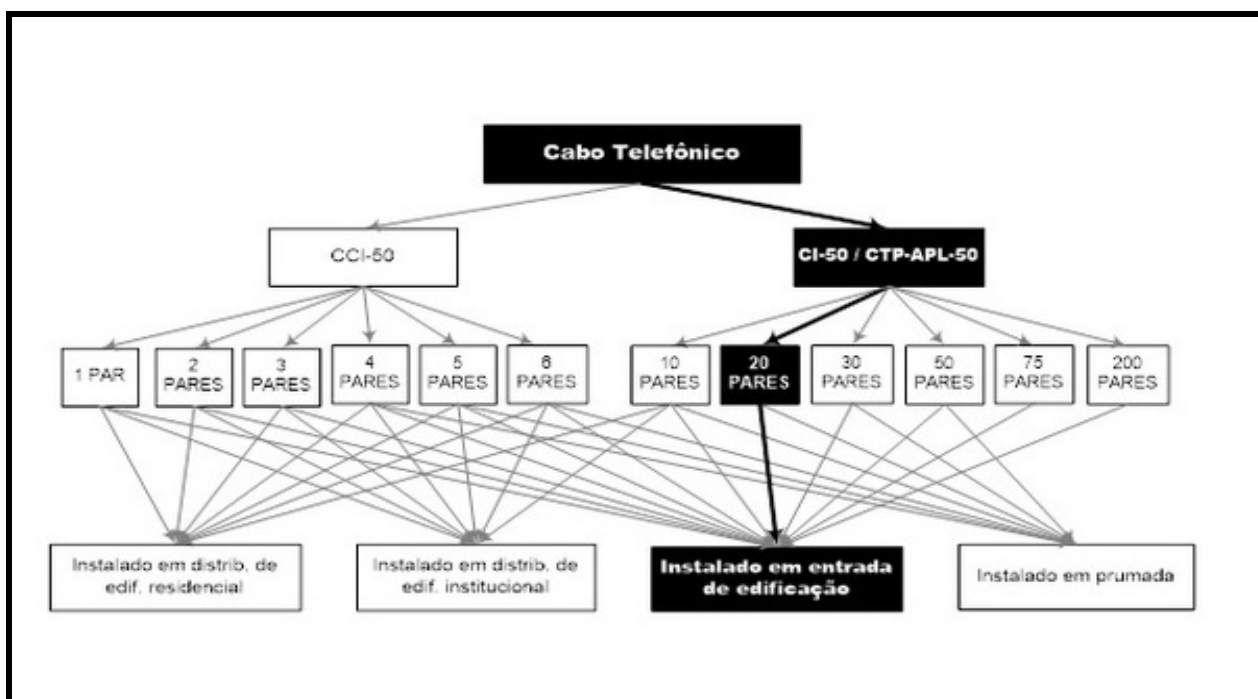 Cabo Telefônico
CCI-50
CI-50 / CTP-APL-50
1 PAR
2
PARES
3
PARES
4
PARES
5
PARES
6
PARES
10
PARES
20
PARES
30
PARES
50
PARES
75
PARES
200
PARES
Instalado em distrib. de
edif. residencial
Instalado em distrib. de
edif. institucional
Instalado em entrada
de edificação
Instalado em prumada